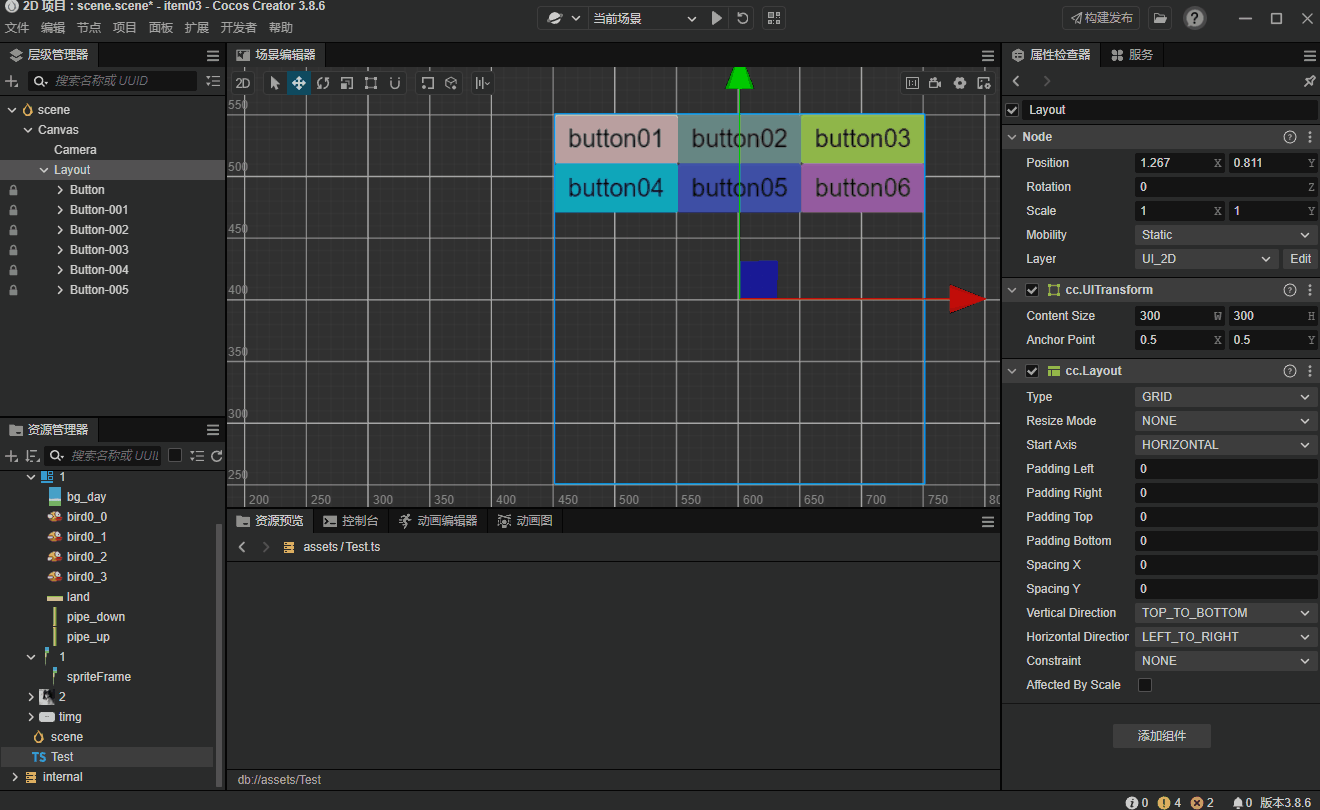 2D 项目 : scene.scene* - item03 - Cocos Creator 3.8.6
文件 编辑 节点 项目 面板 扩展 开发者 帮助
当前场景
构建发布
层级管理器
搜索名称或 UUID
scene
Canvas
Camera
Layout
Button
Button-001
Button-002
Button-003
Button-004
Button-005
资源管理器
搜索名称或 UUI
1
bg_day
bird0_0
bird0_1
bird0_2
bird0_3
land
pipe_down
pipe_up
1
spriteFrame
2
timg
scene
TS Test
internal
场景编辑器
2D
550
500
450
400
350
300
250
button01 button02 button03
button04 button05 button06
200 250 300 350 400 450 500 550 600 650 700 750 80
资源预览 控制台 动画编辑器 动画图
assets / Test.ts
db://assets/Test
属性检查器 服务
Layout
Node
Position 1.267 X 0.811 Y
Rotation 0 Z
Scale 1 X 1 Y
Mobility Static
Layer UI_2D Edit
cc.UITransform
Content Size 300 W 300 H
Anchor Point 0.5 X 0.5 Y
cc.Layout
Type GRID
Resize Mode NONE
Start Axis HORIZONTAL
Padding Left 0
Padding Right 0
Padding Top 0
Padding Bottom 0
Spacing X 0
Spacing Y 0
Vertical Direction TOP_TO_BOTTOM
Horizontal Direction LEFT_TO_RIGHT
Constraint NONE
Affected By Scale
添加组件
0 4 2 0 版本3.8.6